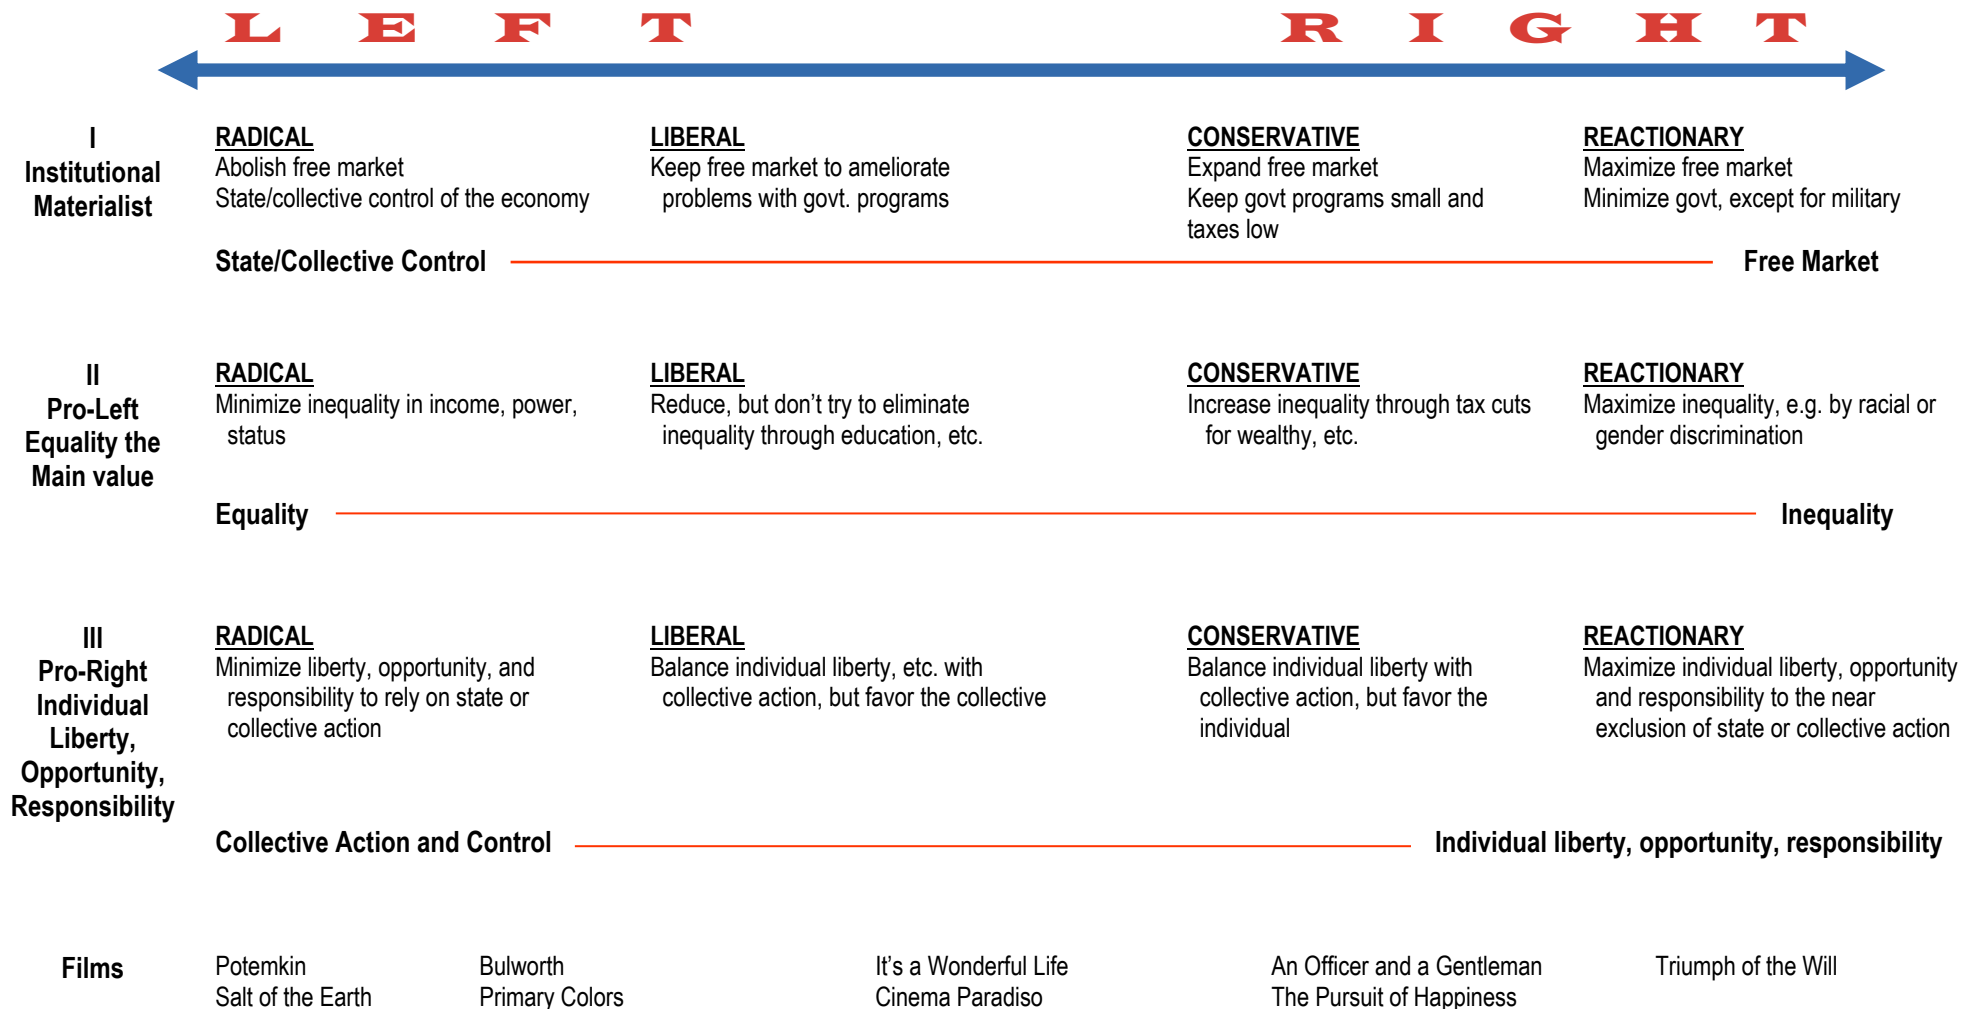 LEFT RIGHT
I
Institutional
Materialist
RADICAL
Abolish free market
State/collective control of the economy
LIBERAL
Keep free market to ameliorate
problems with govt. programs
CONSERVATIVE
Expand free market
Keep govt programs small and
taxes low
REACTIONARY
Maximize free market
Minimize govt, except for military
State/Collective Control
Free Market
II
Pro-Left
Equality the
Main value
RADICAL
Minimize inequality in income, power,
status
LIBERAL
Reduce, but don’t try to eliminate
inequality through education, etc.
CONSERVATIVE
Increase inequality through tax cuts
for wealthy, etc.
REACTIONARY
Maximize inequality, e.g. by racial or
gender discrimination
Equality
Inequality
III
Pro-Right
Individual
Liberty,
Opportunity,
Responsibility
RADICAL
Minimize liberty, opportunity, and
responsibility to rely on state or
collective action
LIBERAL
Balance individual liberty, etc. with
collective action, but favor the collective
CONSERVATIVE
Balance individual liberty with
collective action, but favor the
individual
REACTIONARY
Maximize individual liberty, opportunity
and responsibility to the near
exclusion of state or collective action
Collective Action and Control
Individual liberty, opportunity, responsibility
Films
Potemkin
Salt of the Earth
Bulworth
Primary Colors
It’s a Wonderful Life
Cinema Paradiso
An Officer and a Gentleman
The Pursuit of Happiness
Triumph of the Will